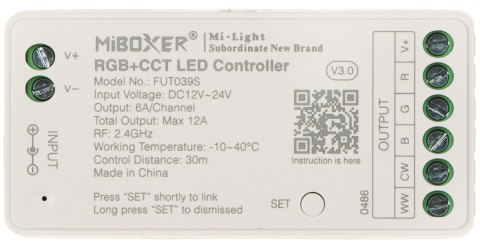 MiBOXER® Mi·Light
Subordinate New Brand
RGB+CCT LED Controller
V3.0
Model No.: FUT039S
Input Voltage: DC12V~24V
Output: 6A/Channel
Total Output: Max 12A
RF: 2.4GHz
Working Temperature: -10~40°C
Control Distance: 30m
Made in China
Press "SET" shortly to link
Long press "SET" to dismissed
V+
V−
INPUT
Instruction is here
SET
0486
OUTPUT
V+
R
G
B
CW
WW